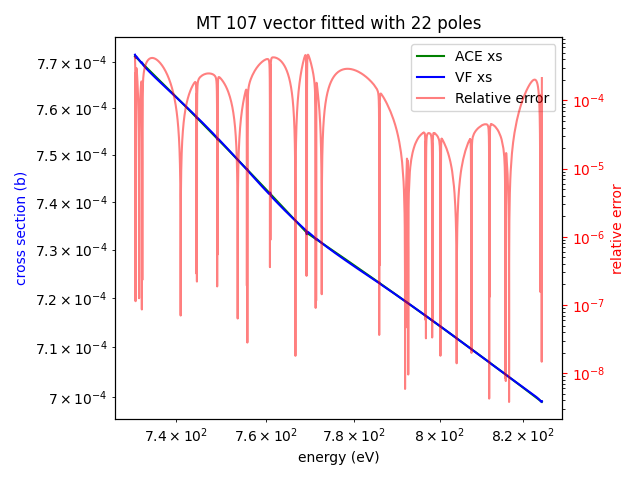 MT 107 vector fitted with 22 poles
ACE xs
VF xs
Relative error
7.7 × 10⁻⁴
7.6 × 10⁻⁴
7.5 × 10⁻⁴
7.4 × 10⁻⁴
7.3 × 10⁻⁴
7.2 × 10⁻⁴
7.1 × 10⁻⁴
7 × 10⁻⁴
cross section (b)
10⁻⁴
10⁻⁵
10⁻⁶
10⁻⁷
10⁻⁸
relative error
7.4 × 10² 7.6 × 10² 7.8 × 10² 8 × 10² 8.2 × 10²
energy (eV)